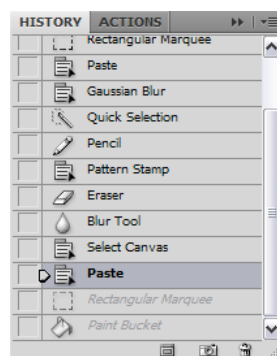 HISTORY ACTIONS
Rectangular Marquee
Paste
Gaussian Blur
Quick Selection
Pencil
Pattern Stamp
Eraser
Blur Tool
Select Canvas
Paste
Rectangular Marquee
Paint Bucket